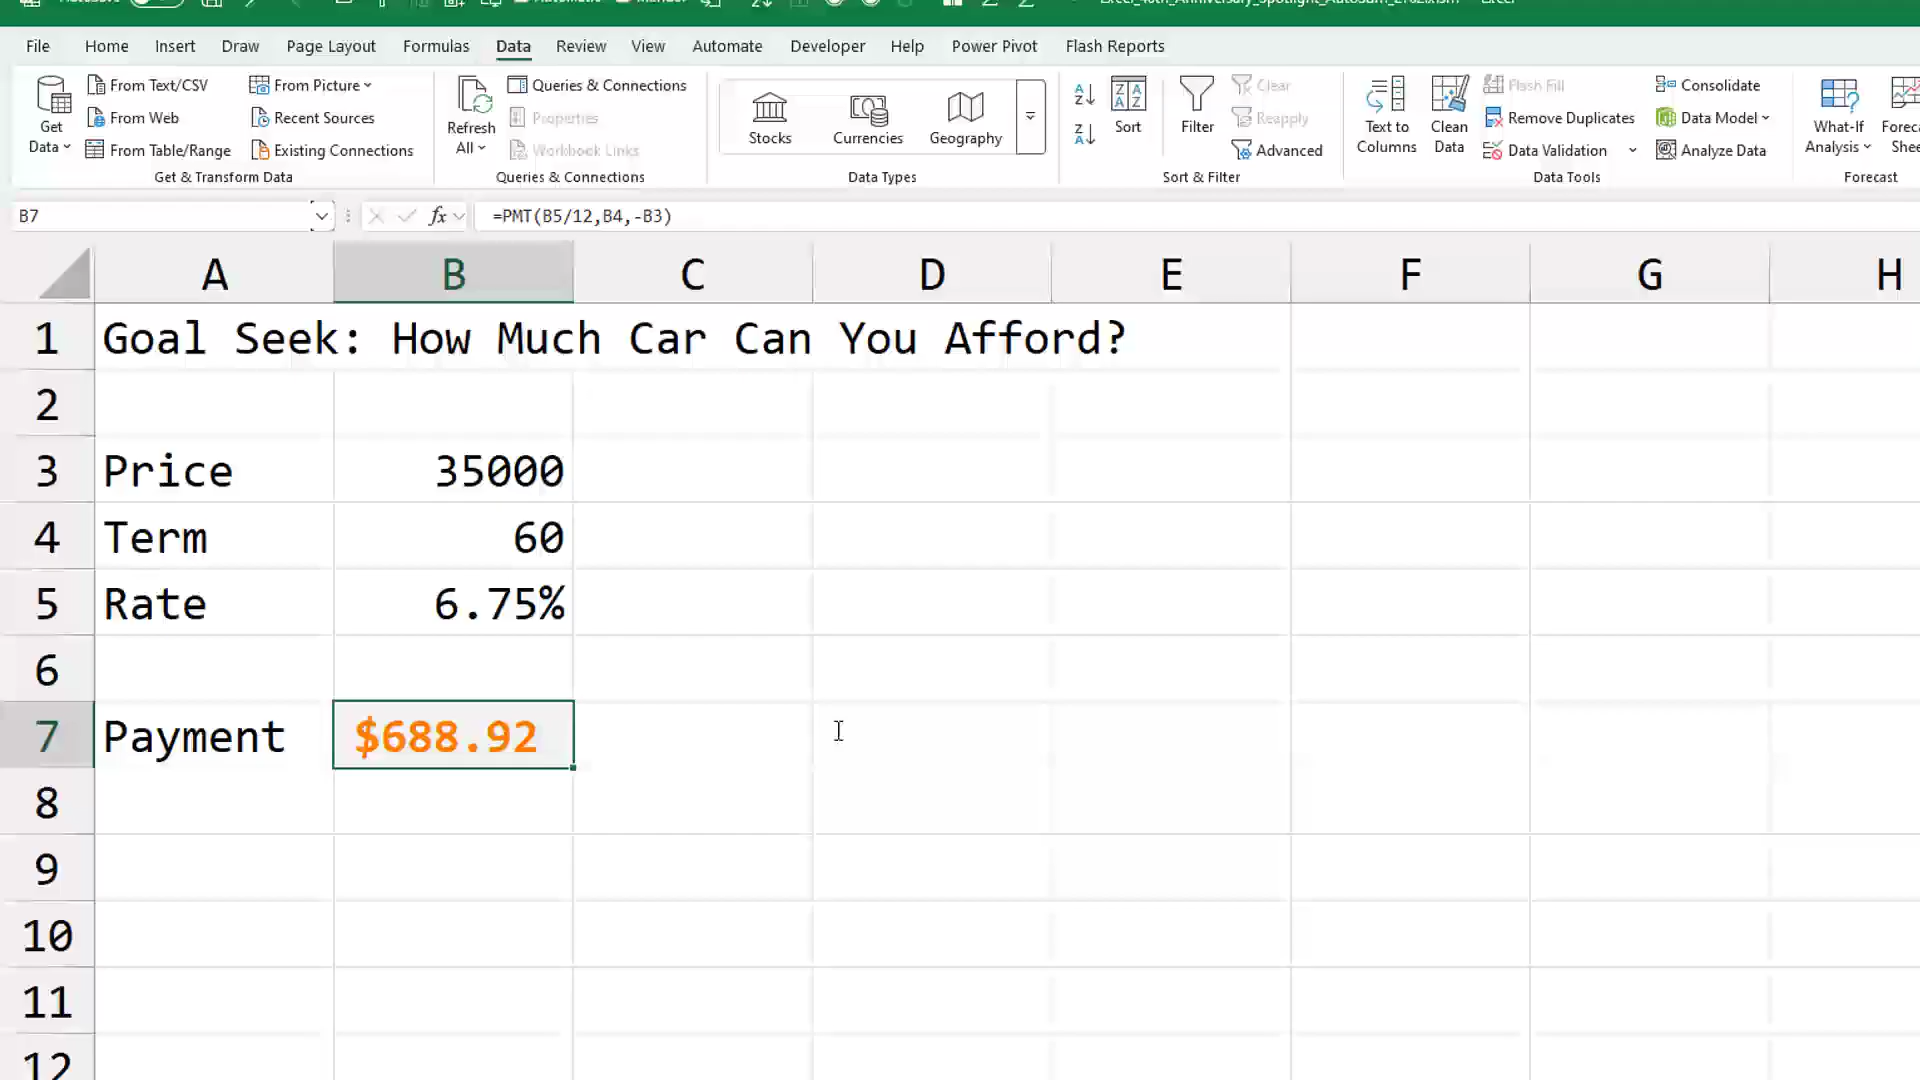 File Home Insert Draw Page Layout Formulas Data Review View Automate Developer Help Power Pivot Flash Reports
Get Data
From Text/CSV
From Web
From Table/Range
From Picture
Recent Sources
Existing Connections
Get & Transform Data
Refresh All
Queries & Connections
Properties
Workbook Links
Queries & Connections
Stocks
Currencies
Geography
Data Types
Sort
Filter
Clear
Reapply
Advanced
Sort & Filter
Text to Columns
Clean Data
Flash Fill
Remove Duplicates
Data Validation
Consolidate
Data Model
Analyze Data
Data Tools
What-If Analysis
Forecast
B7 fx =PMT(B5/12,B4,-B3)
A B C D E F G H
1 Goal Seek: How Much Car Can You Afford?
2
3 Price 35000
4 Term 60
5 Rate 6.75%
6
7 Payment $688.92
8
9
10
11
12